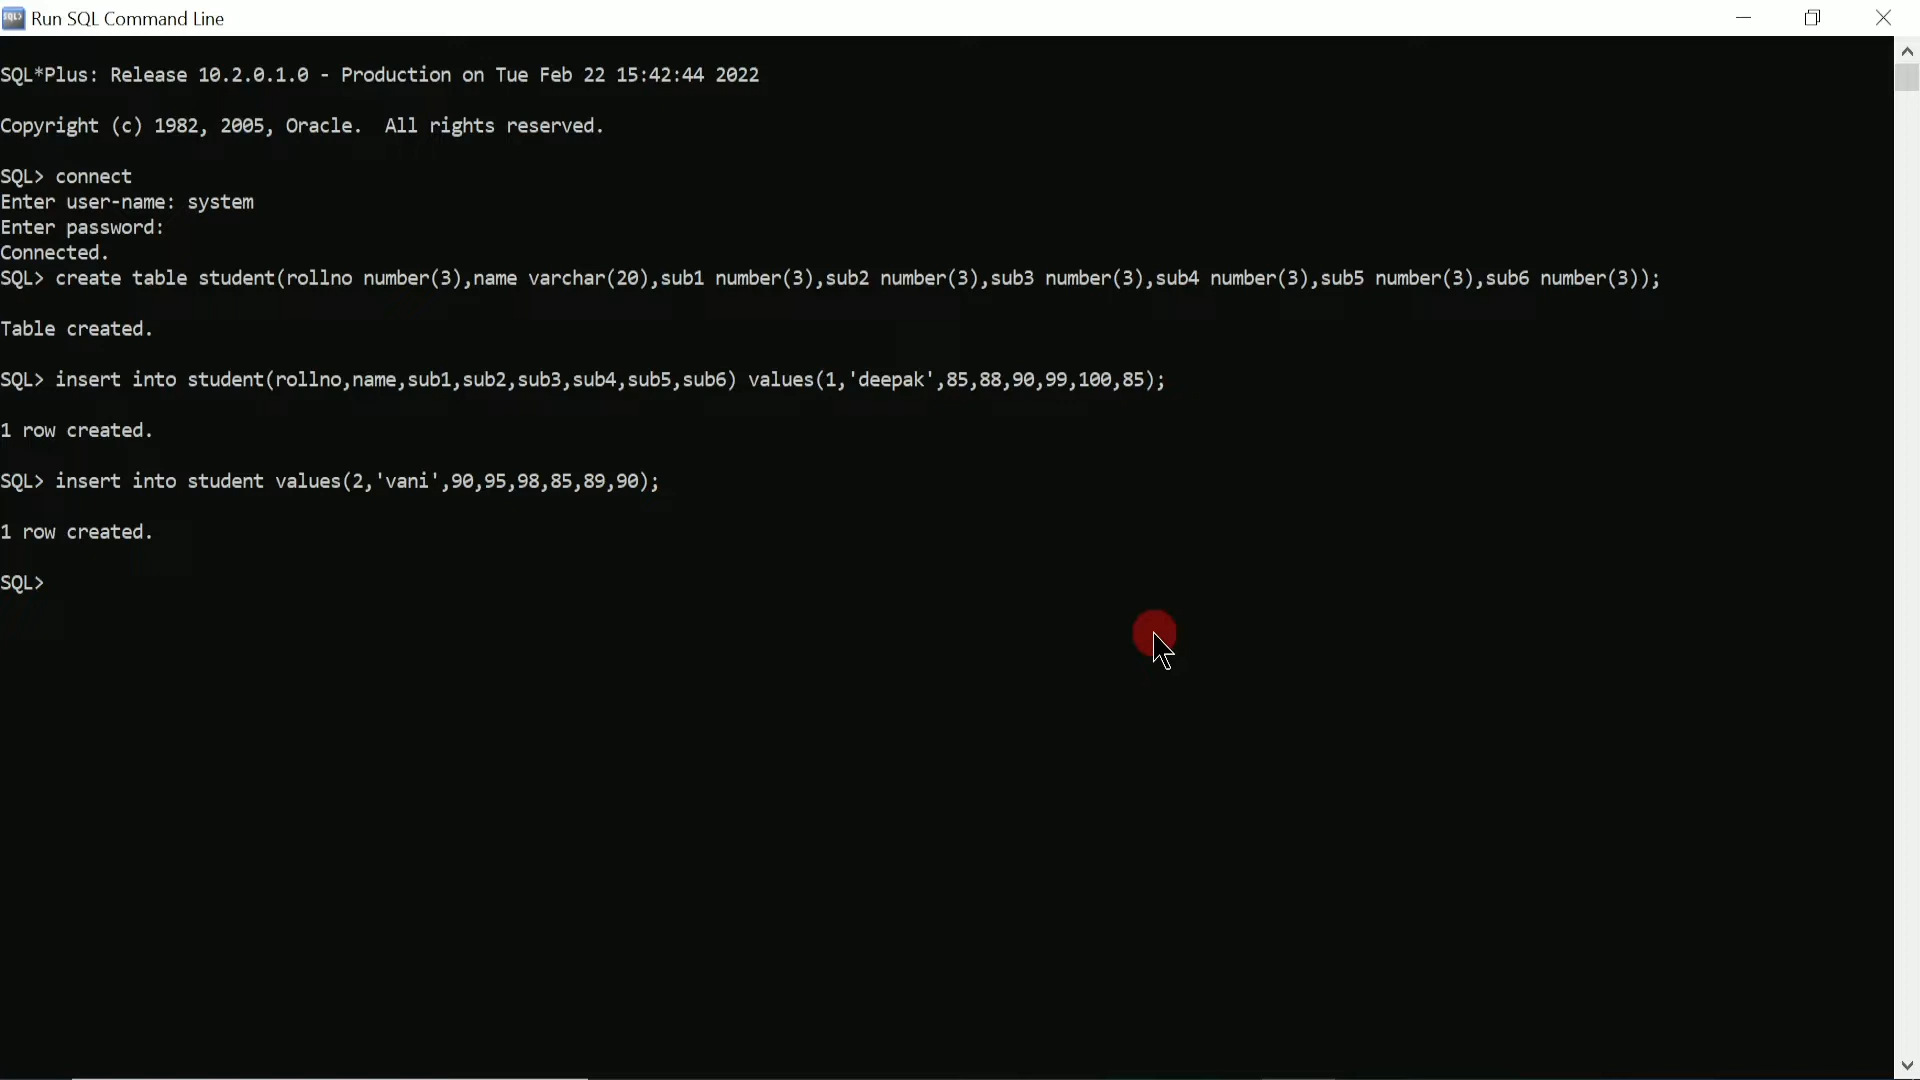 Run SQL Command Line
SQL*Plus: Release 10.2.0.1.0 - Production on Tue Feb 22 15:42:44 2022
Copyright (c) 1982, 2005, Oracle.  All rights reserved.
SQL> connect
Enter user-name: system
Enter password:
Connected.
SQL> create table student(rollno number(3),name varchar(20),sub1 number(3),sub2 number(3),sub3 number(3),sub4 number(3),sub5 number(3),sub6 number(3));
Table created.
SQL> insert into student(rollno,name,sub1,sub2,sub3,sub4,sub5,sub6) values(1,'deepak',85,88,90,99,100,85);
1 row created.
SQL> insert into student values(2,'vani',90,95,98,85,89,90);
1 row created.
SQL>